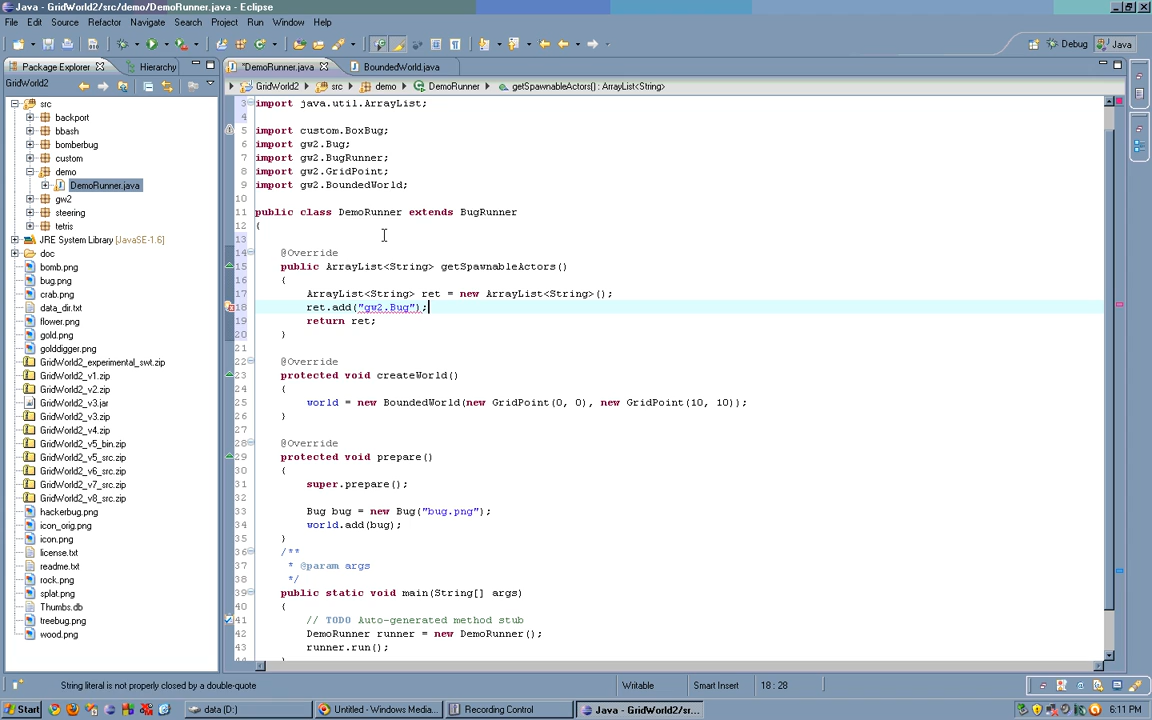 Java - GridWorld2/src/demo/DemoRunner.java - Eclipse
File Edit Source Refactor Navigate Search Project Run Window Help
Debug Java
Package Explorer Hierarchy
*DemoRunner.java BoundedWorld.java
GridWorld2
GridWorld2 src demo DemoRunner getSpawnableActors() : ArrayList<String>
src
backport
bbash
bomberbug
custom
demo
DemoRunner.java
gw2
steering
tetris
JRE System Library [JavaSE-1.6]
doc
bomb.png
bug.png
crab.png
data_dir.txt
flower.png
gold.png
golddigger.png
GridWorld2_experimental_swt.zip
GridWorld2_v1.zip
GridWorld2_v2.zip
GridWorld2_v3.jar
GridWorld2_v3.zip
GridWorld2_v4.zip
GridWorld2_v5_bin.zip
GridWorld2_v5_src.zip
GridWorld2_v6_src.zip
GridWorld2_v7_src.zip
GridWorld2_v8_src.zip
hackerbug.png
icon_orig.png
icon.png
license.txt
readme.txt
rock.png
splat.png
Thumbs.db
treebug.png
wood.png
3 import java.util.ArrayList;
4
5 import custom.BoxBug;
6 import gw2.Bug;
7 import gw2.BugRunner;
8 import gw2.GridPoint;
9 import gw2.BoundedWorld;
10
11 public class DemoRunner extends BugRunner
12 {
13
14 @Override
15 public ArrayList<String> getSpawnableActors()
16 {
17 ArrayList<String> ret = new ArrayList<String>();
18 ret.add("gw2.Bug");
19 return ret;
20 }
21
22 @Override
23 protected void createWorld()
24 {
25 world = new BoundedWorld(new GridPoint(0, 0), new GridPoint(10, 10));
26 }
27
28 @Override
29 protected void prepare()
30 {
31 super.prepare();
32
33 Bug bug = new Bug("bug.png");
34 world.add(bug);
35 }
36 /**
37 * @param args
38 */
39 public static void main(String[] args)
40 {
41 // TODO Auto-generated method stub
42 DemoRunner runner = new DemoRunner();
43 runner.run();
44 }
String literal is not properly closed by a double-quote Writable Smart Insert 18 : 28
Start data (D:) Untitled - Windows Media... Recording Control Java - GridWorld2/sr... 6:11 PM